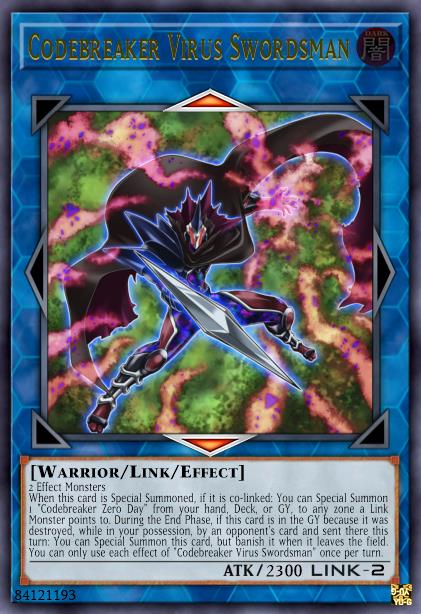 CODEBREAKER VIRUS SWORDSMAN
DARK
闇
[WARRIOR/LINK/EFFECT]
2 Effect Monsters
When this card is Special Summoned, if it is co-linked: You can Special Summon
1 "Codebreaker Zero Day" from your hand, Deck, or GY, to any zone a Link
Monster points to. During the End Phase, if this card is in the GY because it was
destroyed, while in your possession, by an opponent's card and sent there this
turn: You can Special Summon this card, but banish it when it leaves the field.
You can only use each effect of "Codebreaker Virus Swordsman" once per turn.
ATK/2300 LINK-2
84121193